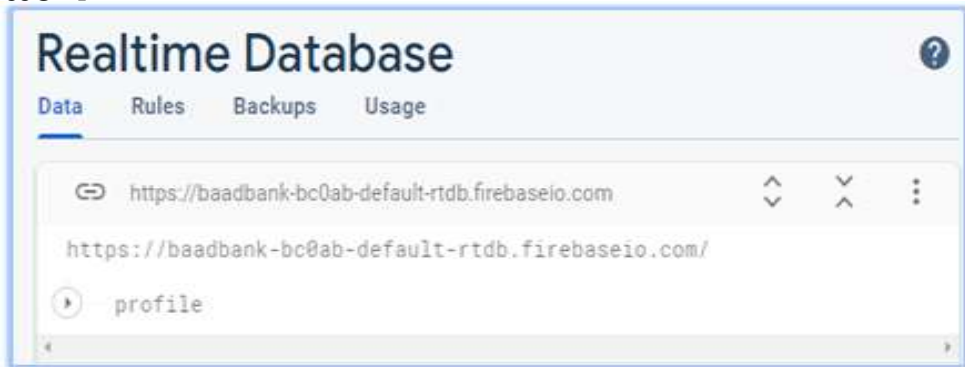 Realtime Database
Data Rules Backups Usage
https://baadbank-bc0ab-default-rtdb.firebaseio.com
https://baadbank-bc0ab-default-rtdb.firebaseio.com/
profile